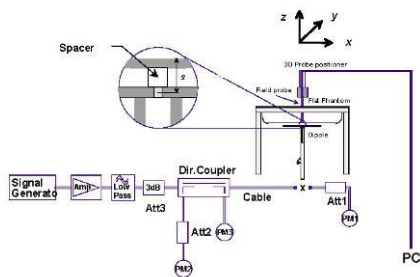 z
y
x
3D Probe positioner
Spacer
s
Field probe
Flat Phantom
Dipole
Dir.Coupler
Signal
Generato
Amp
Low
Pass
3dB
Cable
x
Att1
Att3
Att2
PM3
PM1
PM2
PC